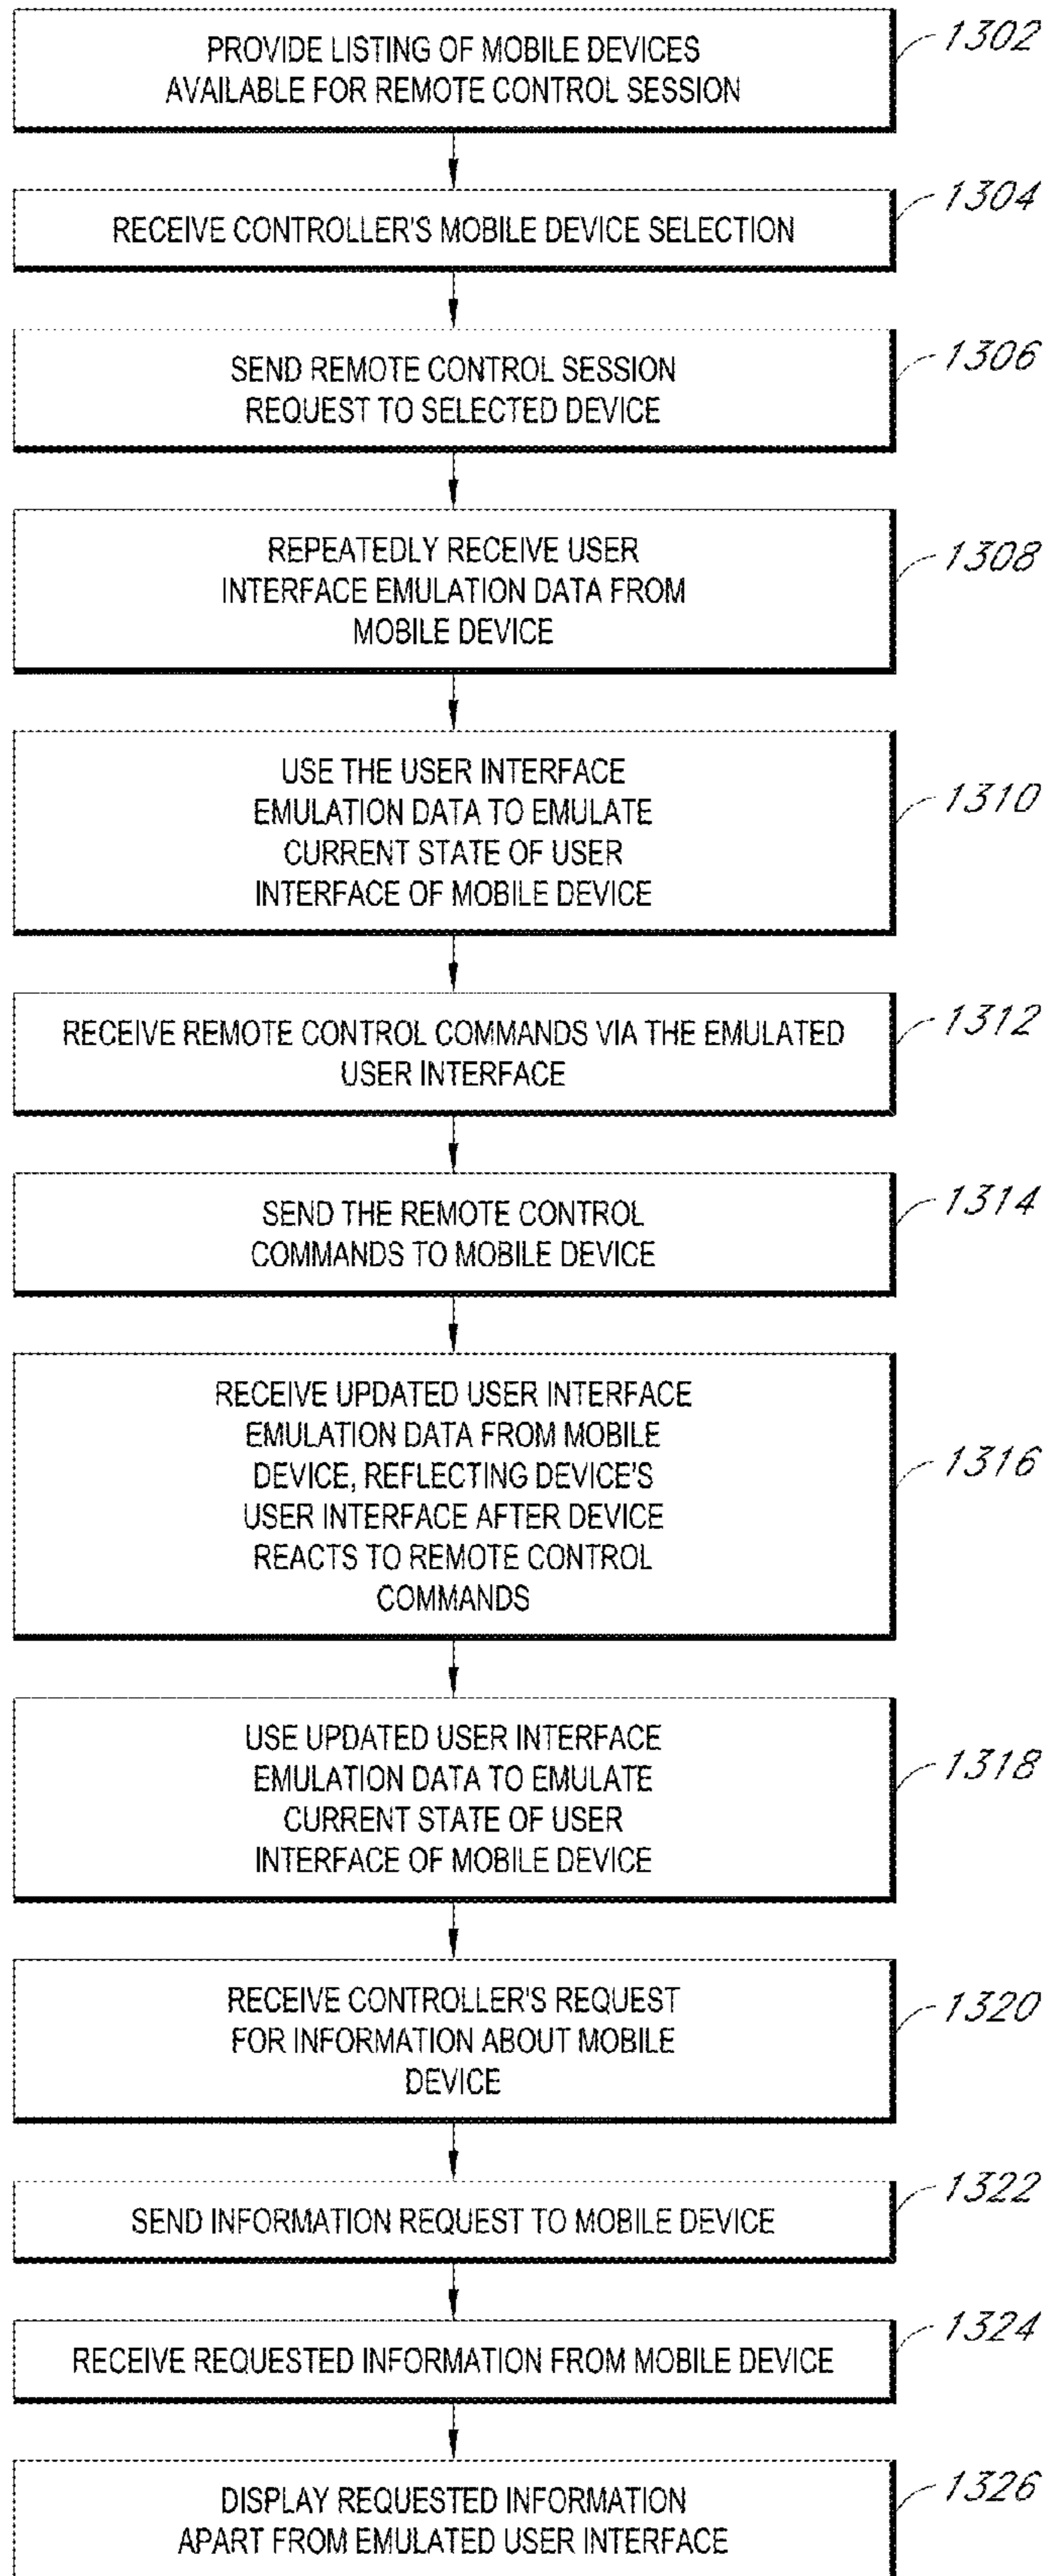 PROVIDE LISTING OF MOBILE DEVICES
AVAILABLE FOR REMOTE CONTROL SESSION
1302
RECEIVE CONTROLLER'S MOBILE DEVICE SELECTION
1304
SEND REMOTE CONTROL SESSION
REQUEST TO SELECTED DEVICE
1306
REPEATEDLY RECEIVE USER
INTERFACE EMULATION DATA FROM
MOBILE DEVICE
1308
USE THE USER INTERFACE
EMULATION DATA TO EMULATE
CURRENT STATE OF USER
INTERFACE OF MOBILE DEVICE
1310
RECEIVE REMOTE CONTROL COMMANDS VIA THE EMULATED
USER INTERFACE
1312
SEND THE REMOTE CONTROL
COMMANDS TO MOBILE DEVICE
1314
RECEIVE UPDATED USER INTERFACE
EMULATION DATA FROM MOBILE
DEVICE, REFLECTING DEVICE'S
USER INTERFACE AFTER DEVICE
REACTS TO REMOTE CONTROL
COMMANDS
1316
USE UPDATED USER INTERFACE
EMULATION DATA TO EMULATE
CURRENT STATE OF USER
INTERFACE OF MOBILE DEVICE
1318
RECEIVE CONTROLLER'S REQUEST
FOR INFORMATION ABOUT MOBILE
DEVICE
1320
SEND INFORMATION REQUEST TO MOBILE DEVICE
1322
RECEIVE REQUESTED INFORMATION FROM MOBILE DEVICE
1324
DISPLAY REQUESTED INFORMATION
APART FROM EMULATED USER INTERFACE
1326